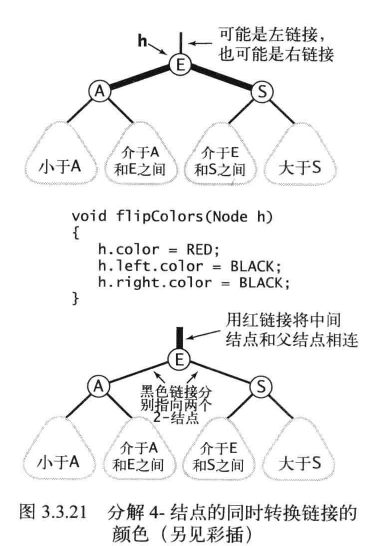 可能是左链接，
也可能是右链接
h
E
A
S
小于A
介于A
和E之间
介于E
和S之间
大于S
void flipColors(Node h)
{
   h.color = RED;
   h.left.color = BLACK;
   h.right.color = BLACK;
}
用红链接将中间
结点和父结点相连
E
A
S
黑色链接分
别指向两个
2-结点
小于A
介于A
和E之间
介于E
和S之间
大于S
图 3.3.21 分解 4- 结点的同时转换链接的
颜色（另见彩插）